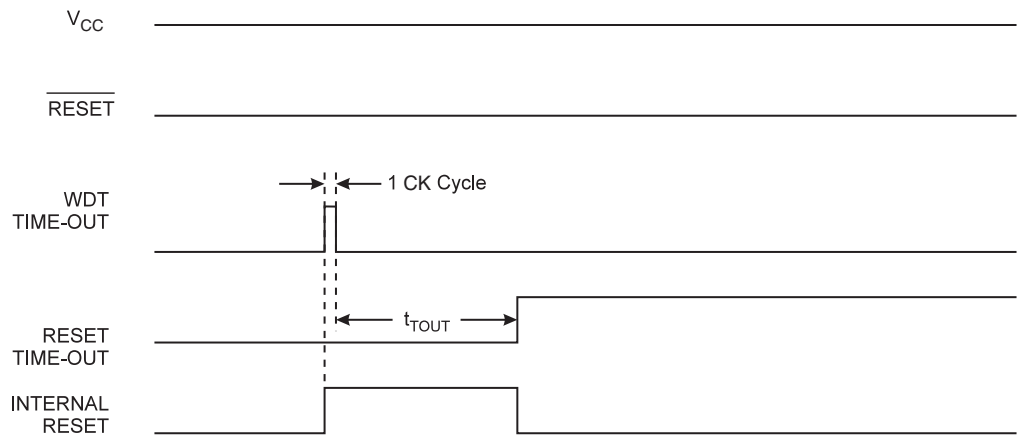 VCC
RESET
1 CK Cycle
WDT
TIME-OUT
tTOUT
RESET
TIME-OUT
INTERNAL
RESET